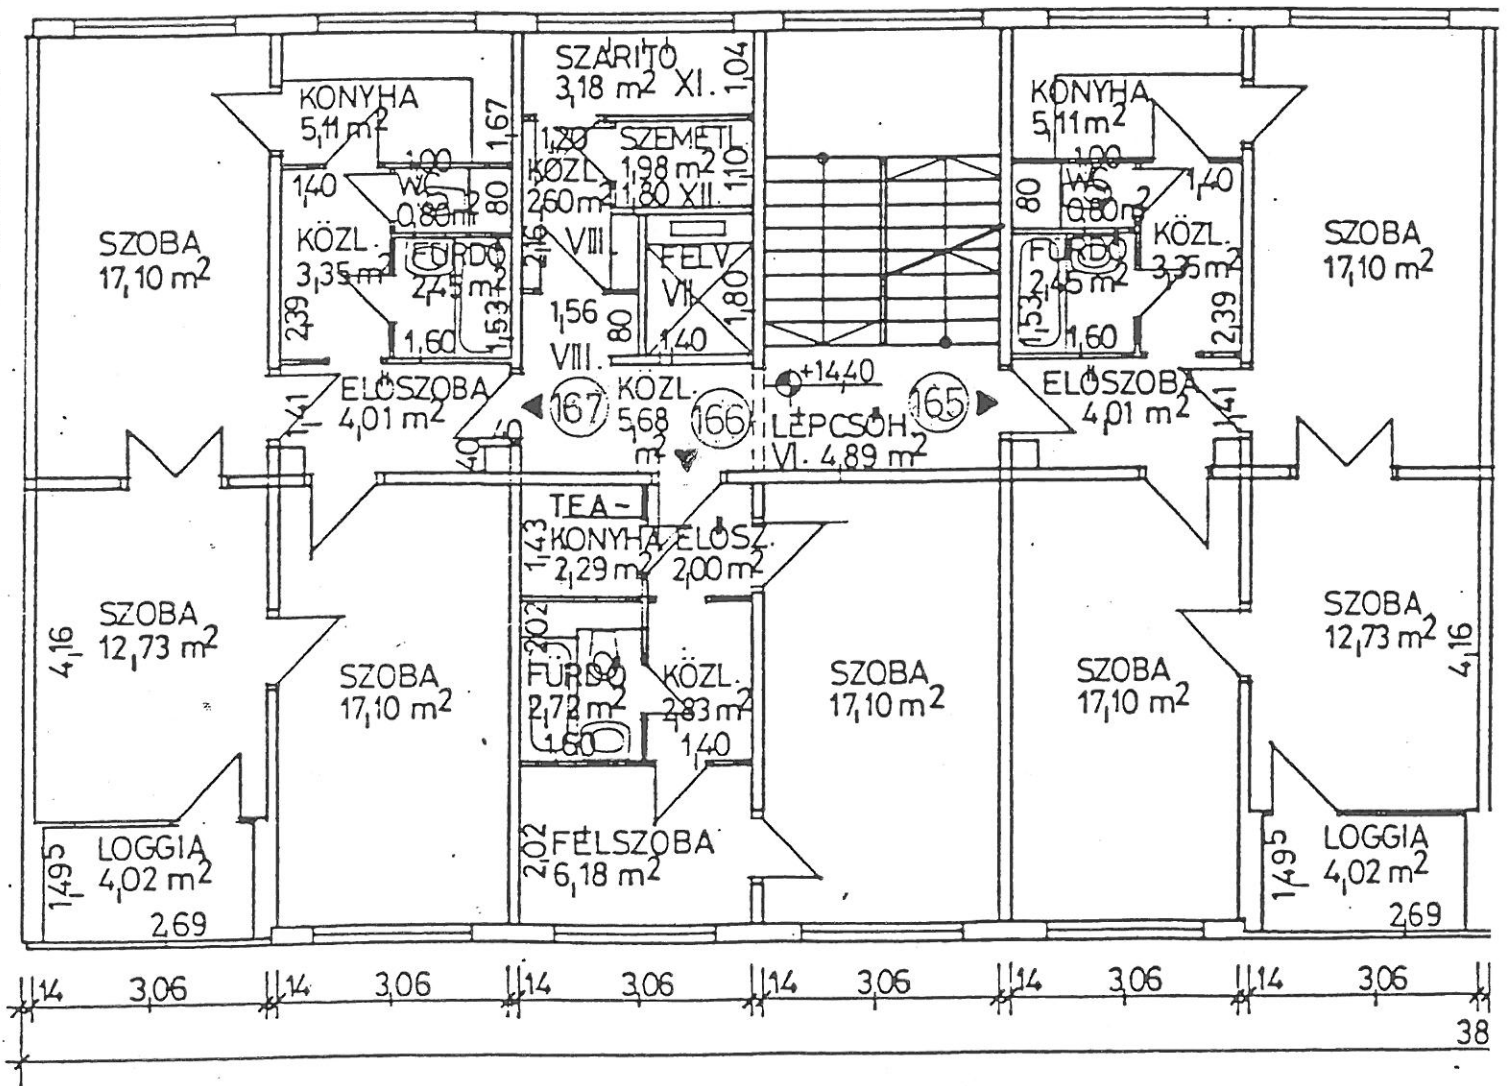 SZÁRÍTÓ
3,18 m² XI.
1,04
KONYHA
5,11 m²
1,67
1,20
SZEMÉTL.
1,98 m²
1,80 XII.
1,10
KONYHA
5,11 m²
1,00
1,40
WC
0,80 m²
80
KÖZL.
2,60 m²
VIII.
2,16
1,00
80
WC
0,80 m²
1,40
SZOBA
17,10 m²
KÖZL.
3,35 m²
2,39
FÜRDŐ
2,45 m²
1,60
1,53
1,56
VIII.
80
FELV.
VII.
1,80
1,40
FÜRDŐ
2,45 m²
1,53
1,60
KÖZL.
3,35 m²
2,39
SZOBA
17,10 m²
1,41
ELŐSZOBA
4,01 m²
40
40
167
KÖZL.
5,68
m²
166
+14,40
165
LÉPCSŐH.
VI. 4,89 m²
ELŐSZOBA
4,01 m²
1,41
TEA-
KONYHA
2,29 m²
1,43
ELŐSZ.
2,00 m²
SZOBA
12,73 m²
4,16
SZOBA
17,10 m²
2,02
FÜRDŐ
2,72 m²
1,60
KÖZL.
2,83 m²
1,40
SZOBA
17,10 m²
SZOBA
17,10 m²
SZOBA
12,73 m²
4,16
LOGGIA
4,02 m²
1,495
2,69
2,02
FÉLSZOBA
6,18 m²
LOGGIA
4,02 m²
1,495
2,69
14 3,06 14 3,06 14 3,06 14 3,06 14 3,06 14 3,06
38